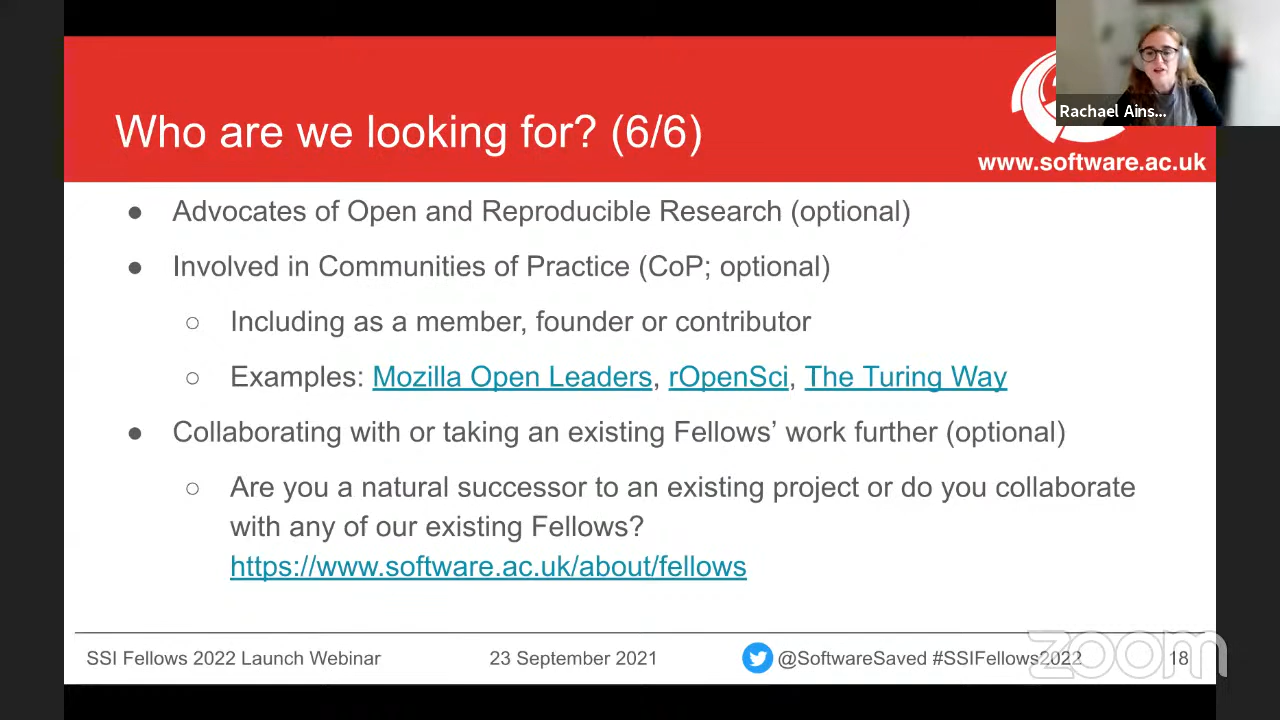 Rachael Ains...
Who are we looking for? (6/6)
www.software.ac.uk
● Advocates of Open and Reproducible Research (optional)
● Involved in Communities of Practice (CoP; optional)
○ Including as a member, founder or contributor
○ Examples: Mozilla Open Leaders, rOpenSci, The Turing Way
● Collaborating with or taking an existing Fellows’ work further (optional)
○ Are you a natural successor to an existing project or do you collaborate
with any of our existing Fellows?
https://www.software.ac.uk/about/fellows
SSI Fellows 2022 Launch Webinar
23 September 2021
@SoftwareSaved #SSIFellows2022
18
zoom